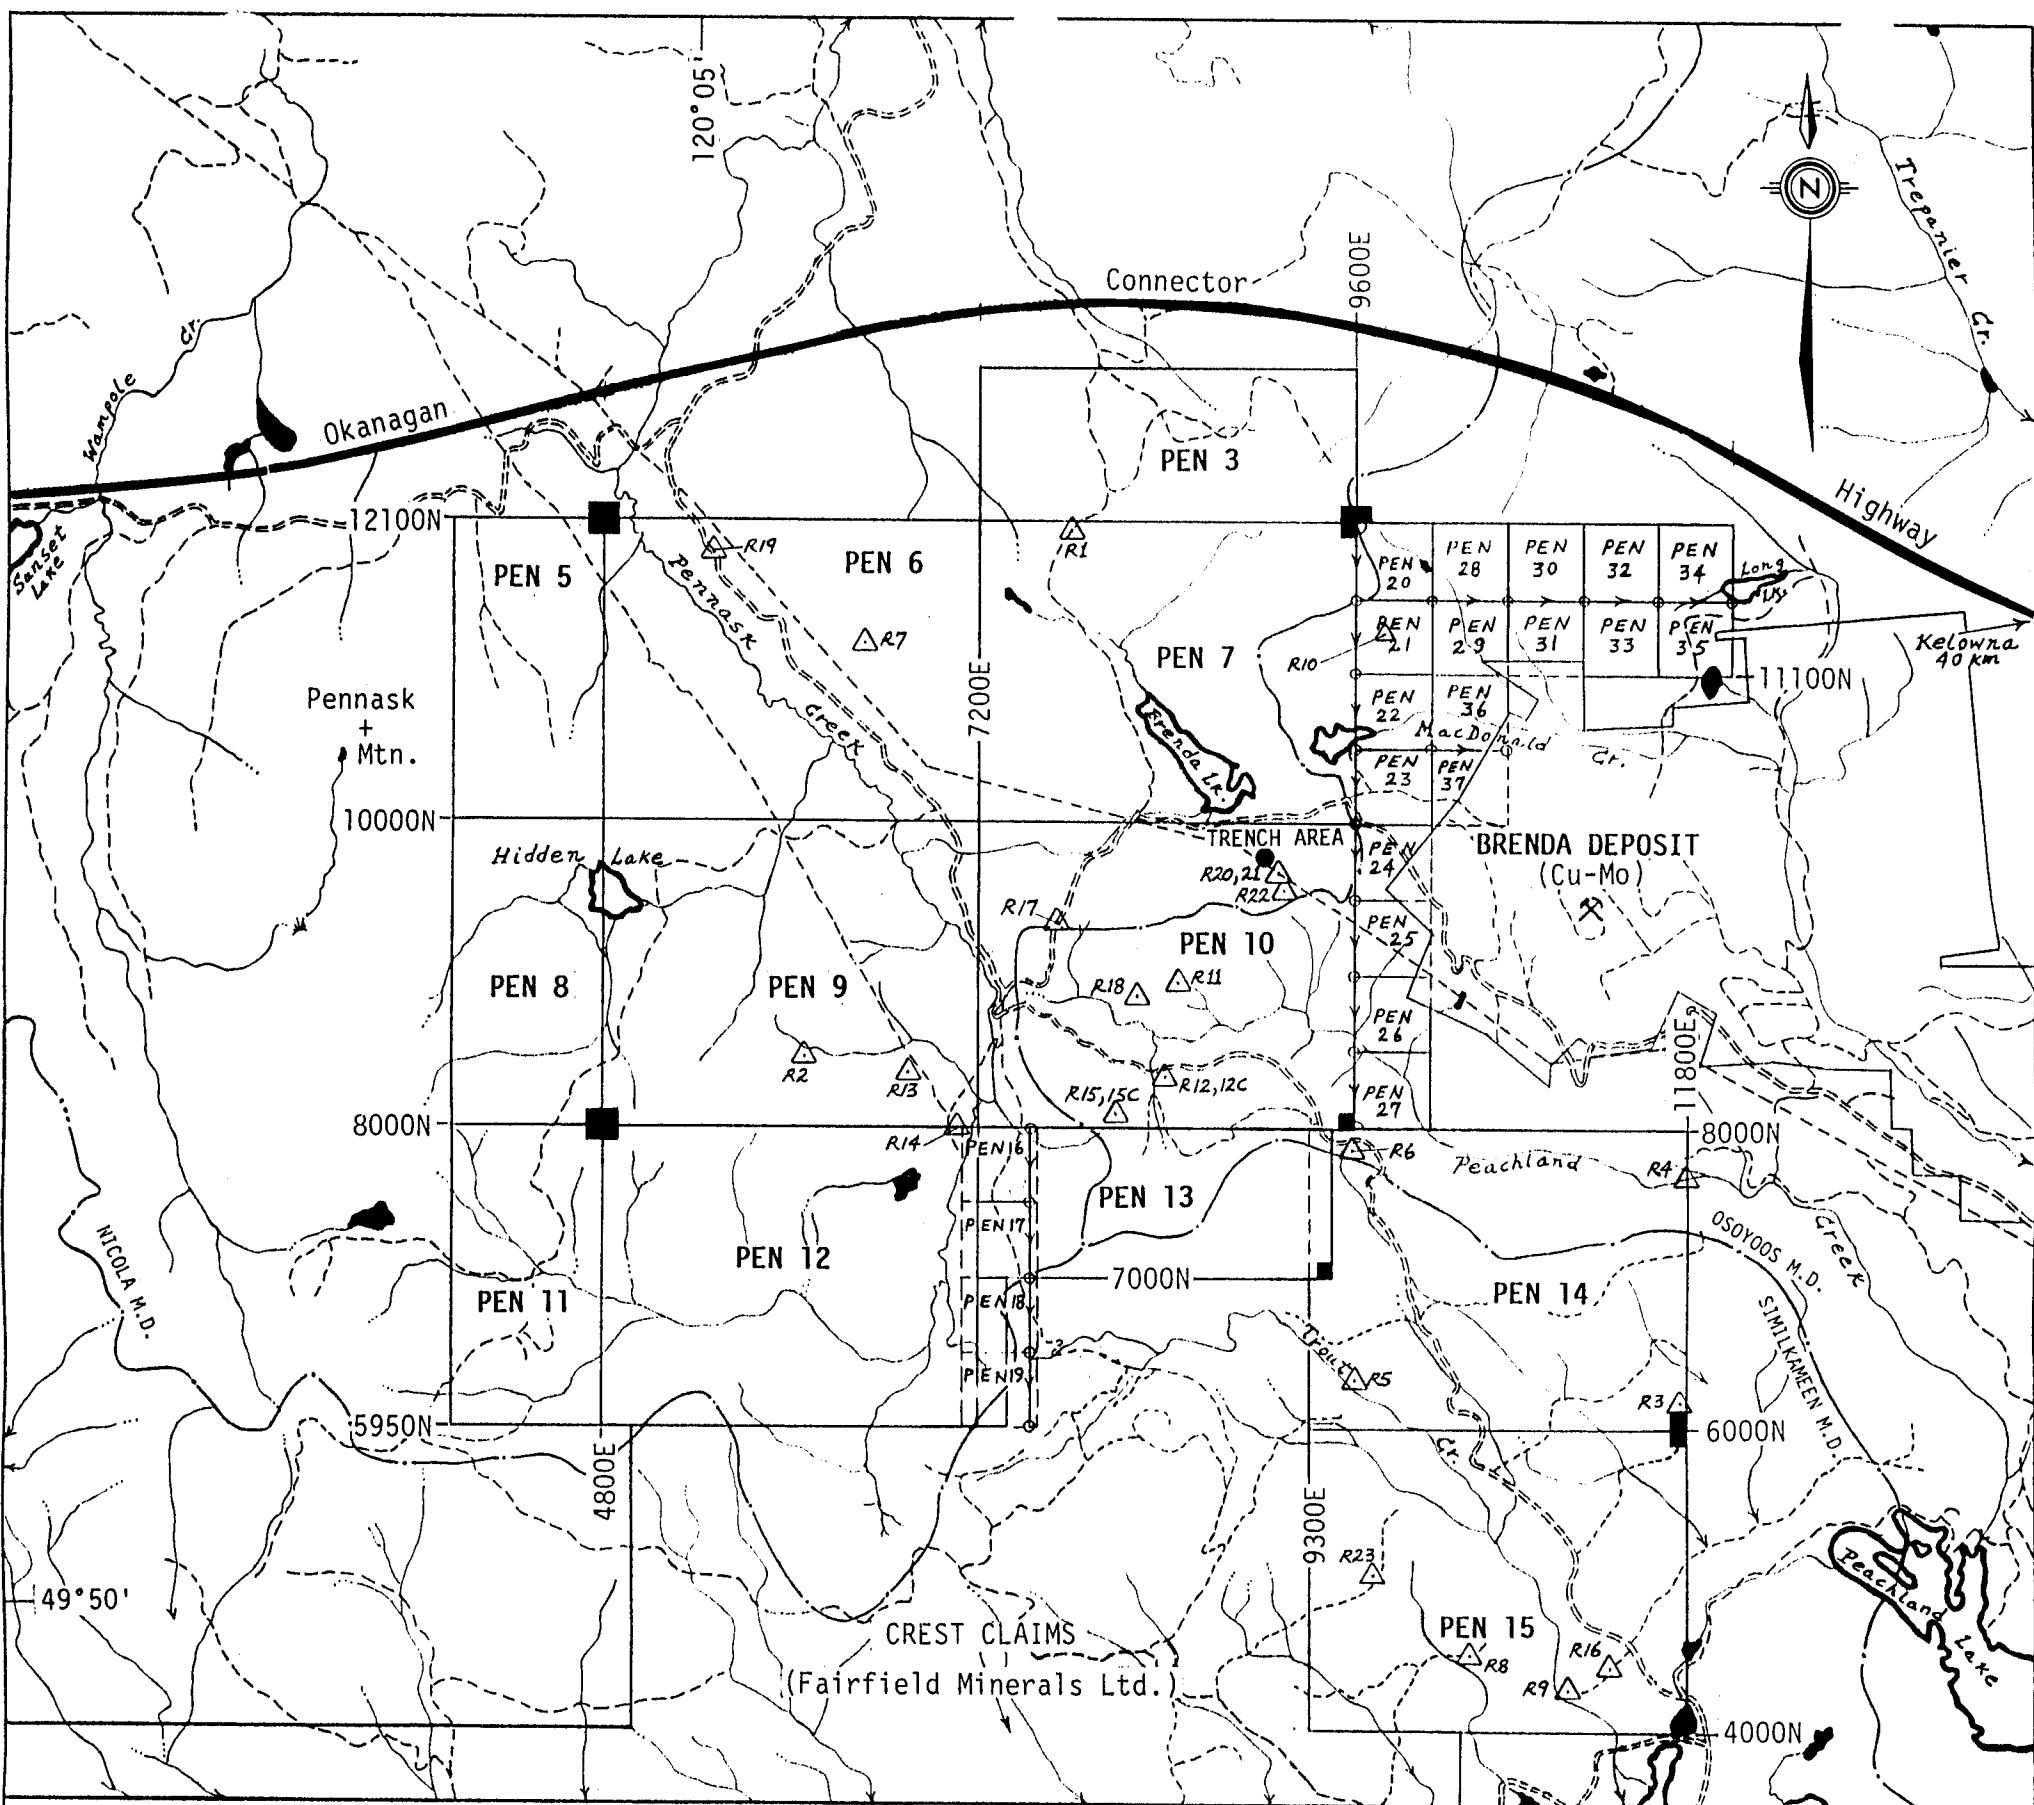 120°05'
N
Trepanier
Cr.
9600E
Connector
Wampole
Cr.
Okanagan
PEN 3
Highway
Sunset
Lake
12100N
R19
R1
PEN 5
PEN 6
Pennask
Creek
PEN
20
PEN
28
PEN
30
PEN
32
PEN
34
Long
Lk.
R7
7200E
PEN 7
R10
PEN
21
PEN
29
PEN
31
PEN
33
PEN
35
Kelowna
40 km
11100N
Pennask
+
Mtn.
Brenda Lk.
PEN
22
PEN
36
MacDonald
Cr.
PEN
23
PEN
37
10000N
TRENCH AREA
PEN
24
BRENDA DEPOSIT
(Cu-Mo)
Hidden Lake
R20,21
R22
R17
PEN 10
PEN
25
PEN 8
PEN 9
R18
R11
PEN
26
11800E
R2
R13
R15,15C
R12,12C
PEN
27
8000N
R14
PEN16
R6
Peachland
Creek
R4
8000N
PEN 13
PEN17
NICOLA M.D.
PEN 12
7000N
OSOYOOS M.D.
SIMILKAMEEN M.D.
PEN 11
PEN18
PEN 14
Trout
Cr.
PEN19
R5
R3
5950N
6000N
4800E
9300E
R23
49°50'
Peachland
Lake
CREST CLAIMS
(Fairfield Minerals Ltd.)
PEN 15
R8
R16
R9
4000N